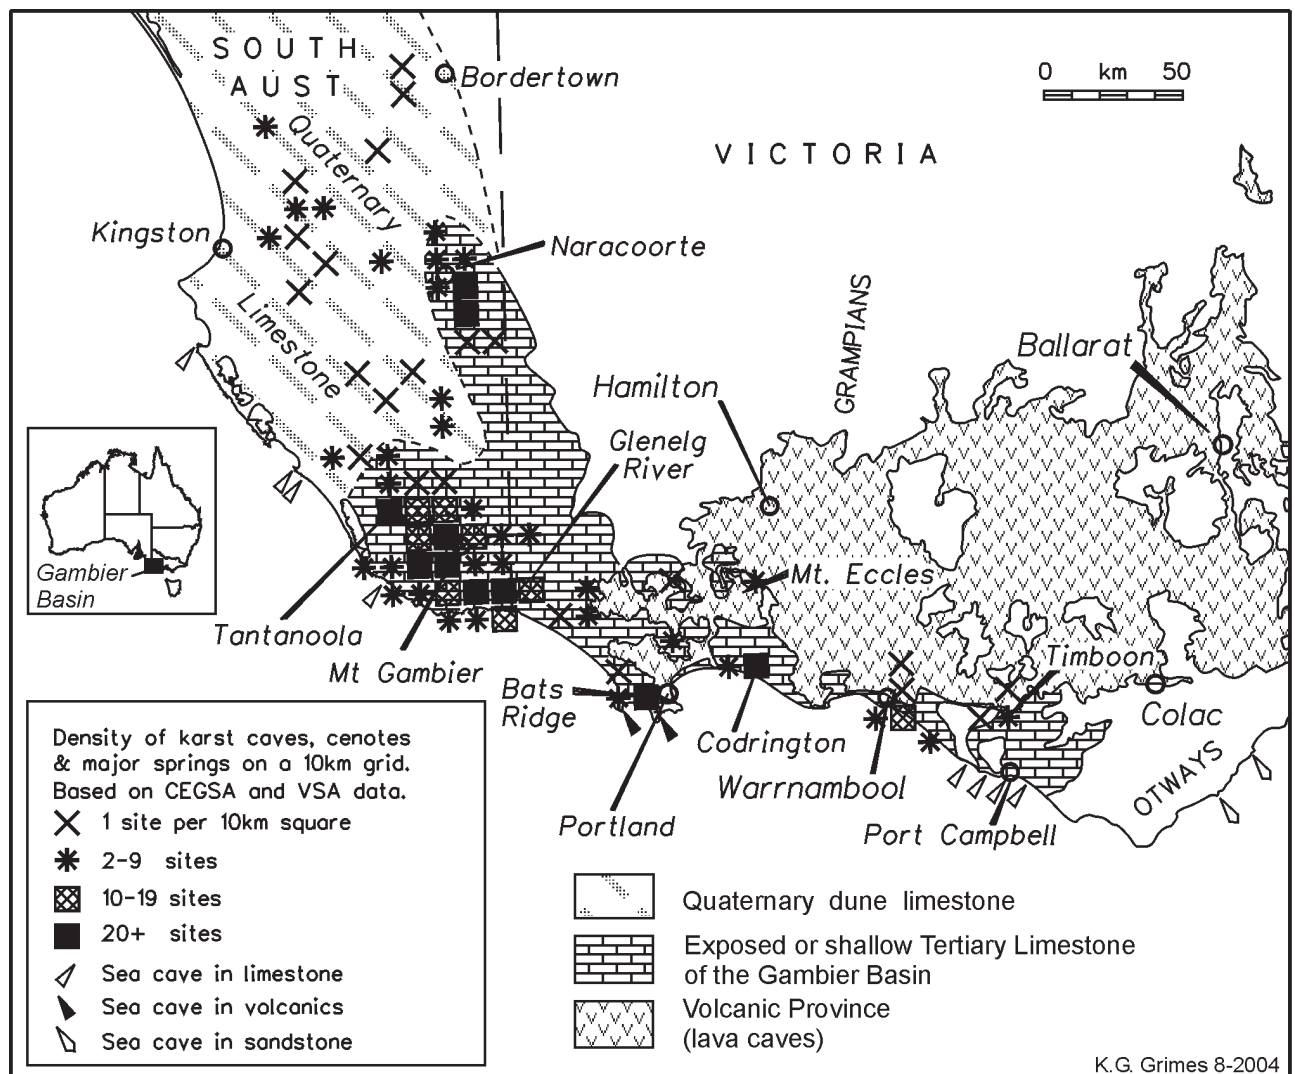 SOUTH
AUST
Bordertown
0 km 50
VICTORIA
Quaternary
Kingston
Naracoorte
Limestone
GRAMPIANS
Ballarat
Hamilton
Glenelg
River
Gambier
Basin
Mt. Eccles
Tantanoola
Mt Gambier
Timboon
Bats
Ridge
Colac
Codrington
OTWAYS
Warrnambool
Portland
Port Campbell
Density of karst caves, cenotes
& major springs on a 10km grid.
Based on CEGSA and VSA data.
1 site per 10km square
2-9 sites
10-19 sites
20+ sites
Sea cave in limestone
Sea cave in volcanics
Sea cave in sandstone
Quaternary dune limestone
Exposed or shallow Tertiary Limestone
of the Gambier Basin
Volcanic Province
(lava caves)
K.G. Grimes 8-2004